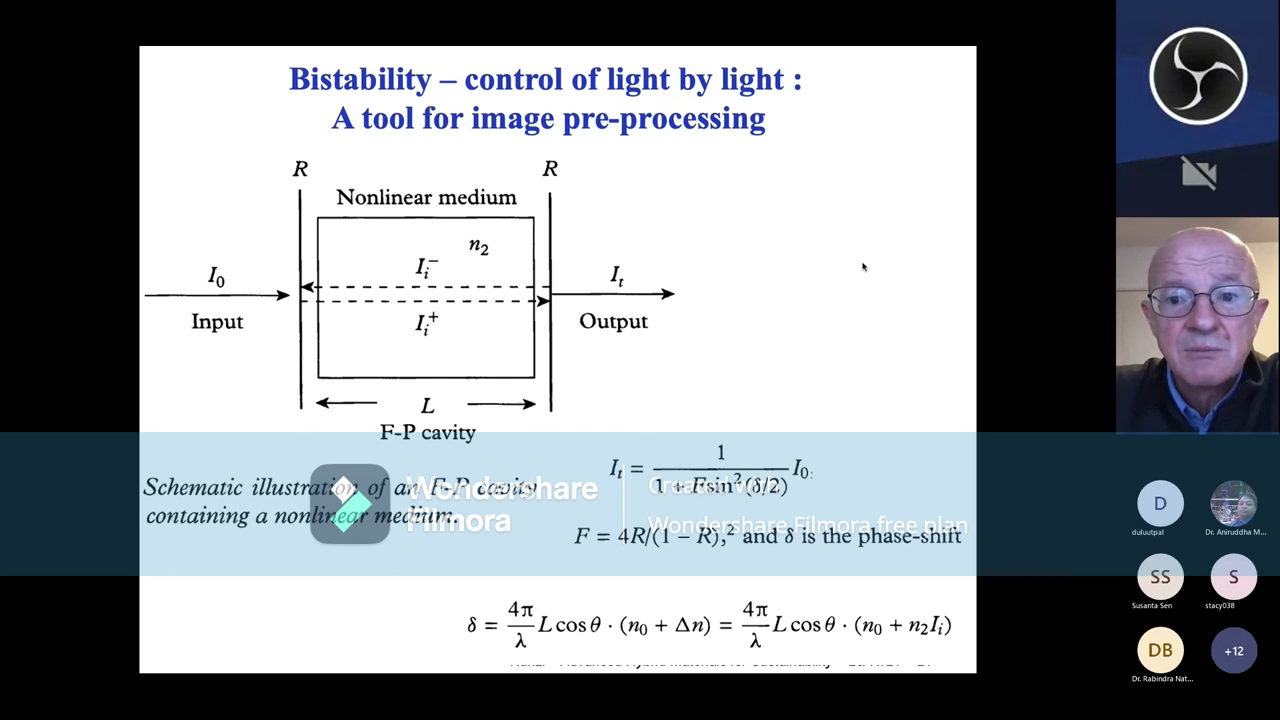 Bistability – control of light by light :
A tool for image pre-processing
R
R
Nonlinear medium
n₂
Iᵢ⁻
I₀
Iₜ
Input
Iᵢ⁺
Output
L
F-P cavity
Iₜ = 1/(1 + F sin²(δ/2)) I₀
Schematic illustration of an F-P cavity
containing a nonlinear medium.
Wondershare
Filmora
Created with
Wondershare Filmora free plan
F = 4R/(1 – R),² and δ is the phase-shift
δ = 4π/λ L cos θ · (n₀ + Δn) = 4π/λ L cos θ · (n₀ + n₂Iᵢ)
D
duluutpal
Dr. Aniruddha M...
SS
Susanta Sen
S
stacy038
DB
Dr. Rabindra Nat...
+12